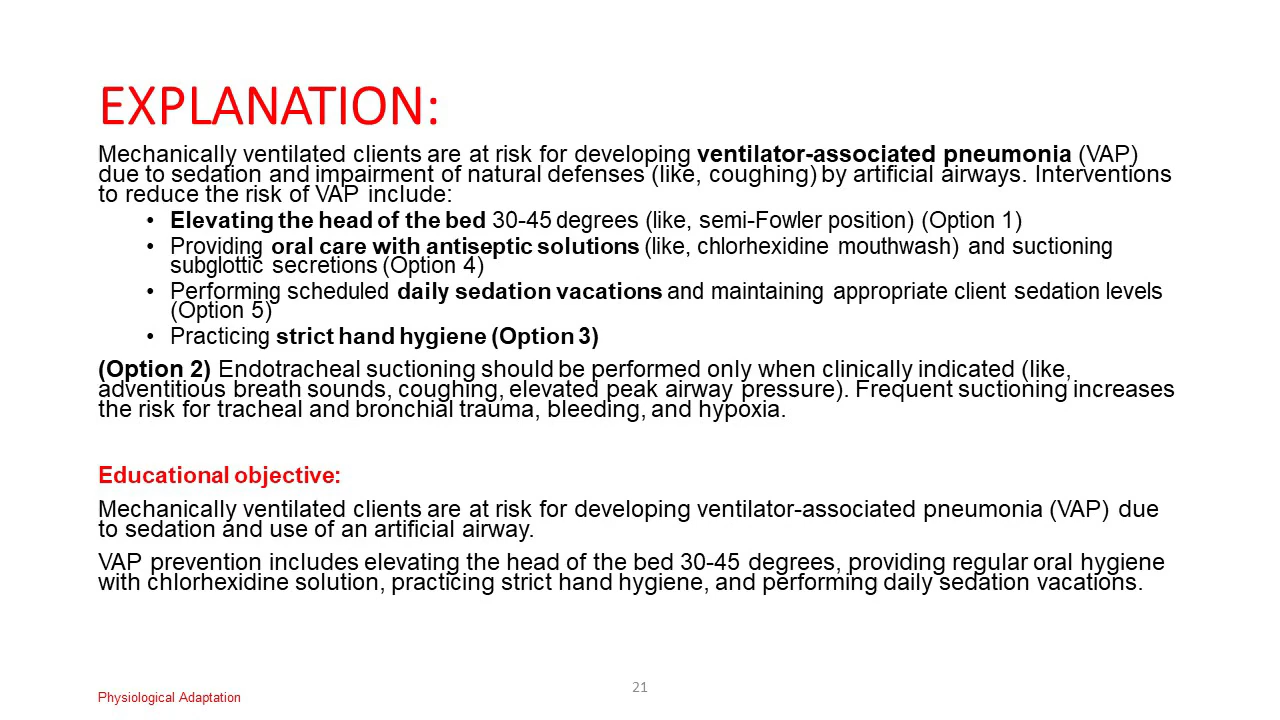 EXPLANATION:
Mechanically ventilated clients are at risk for developing ventilator-associated pneumonia (VAP)
due to sedation and impairment of natural defenses (like, coughing) by artificial airways. Interventions
to reduce the risk of VAP include:
• Elevating the head of the bed 30-45 degrees (like, semi-Fowler position) (Option 1)
• Providing oral care with antiseptic solutions (like, chlorhexidine mouthwash) and suctioning
subglottic secretions (Option 4)
• Performing scheduled daily sedation vacations and maintaining appropriate client sedation levels
(Option 5)
• Practicing strict hand hygiene (Option 3)
(Option 2) Endotracheal suctioning should be performed only when clinically indicated (like,
adventitious breath sounds, coughing, elevated peak airway pressure). Frequent suctioning increases
the risk for tracheal and bronchial trauma, bleeding, and hypoxia.
Educational objective:
Mechanically ventilated clients are at risk for developing ventilator-associated pneumonia (VAP) due
to sedation and use of an artificial airway.
VAP prevention includes elevating the head of the bed 30-45 degrees, providing regular oral hygiene
with chlorhexidine solution, practicing strict hand hygiene, and performing daily sedation vacations.
Physiological Adaptation
21